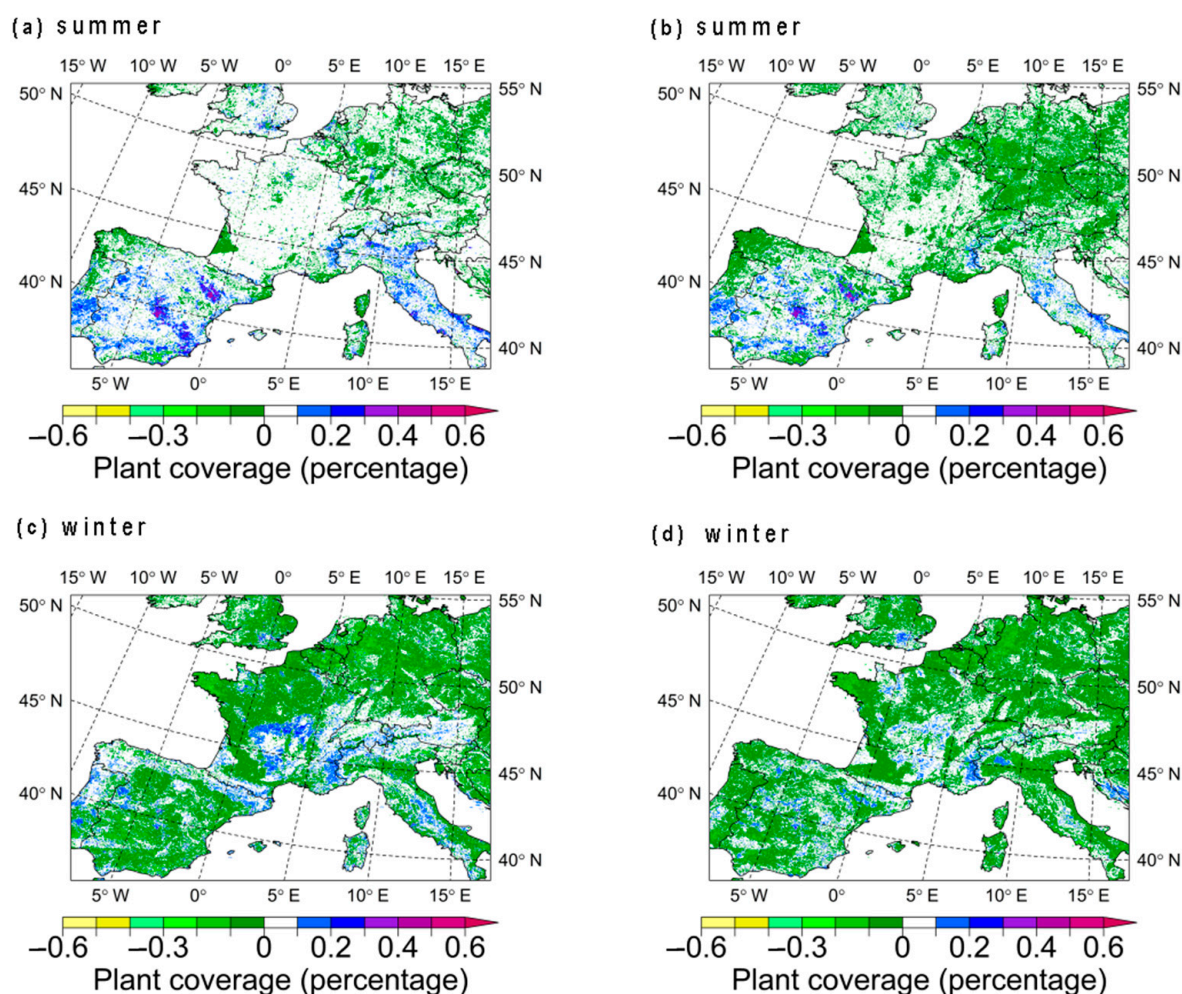 (a) summer
(b) summer
15° W 10° W 5° W 0° 5° E 10° E 15° E
15° W 10° W 5° W 0° 5° E 10° E 15° E
50° N 55° N
50° N 55° N
50° N
50° N
45° N
45° N
45° N
45° N
40° N
40° N
40° N
40° N
5° W 0° 5° E 10° E 15° E
5° W 0° 5° E 10° E 15° E
−0.6 −0.3 0 0.2 0.4 0.6
−0.6 −0.3 0 0.2 0.4 0.6
Plant coverage (percentage)
Plant coverage (percentage)
(c) winter
(d) winter
15° W 10° W 5° W 0° 5° E 10° E 15° E
15° W 10° W 5° W 0° 5° E 10° E 15° E
50° N 55° N
50° N 55° N
50° N
50° N
45° N
45° N
45° N
45° N
40° N
40° N
40° N
40° N
5° W 0° 5° E 10° E 15° E
5° W 0° 5° E 10° E 15° E
−0.6 −0.3 0 0.2 0.4 0.6
−0.6 −0.3 0 0.2 0.4 0.6
Plant coverage (percentage)
Plant coverage (percentage)